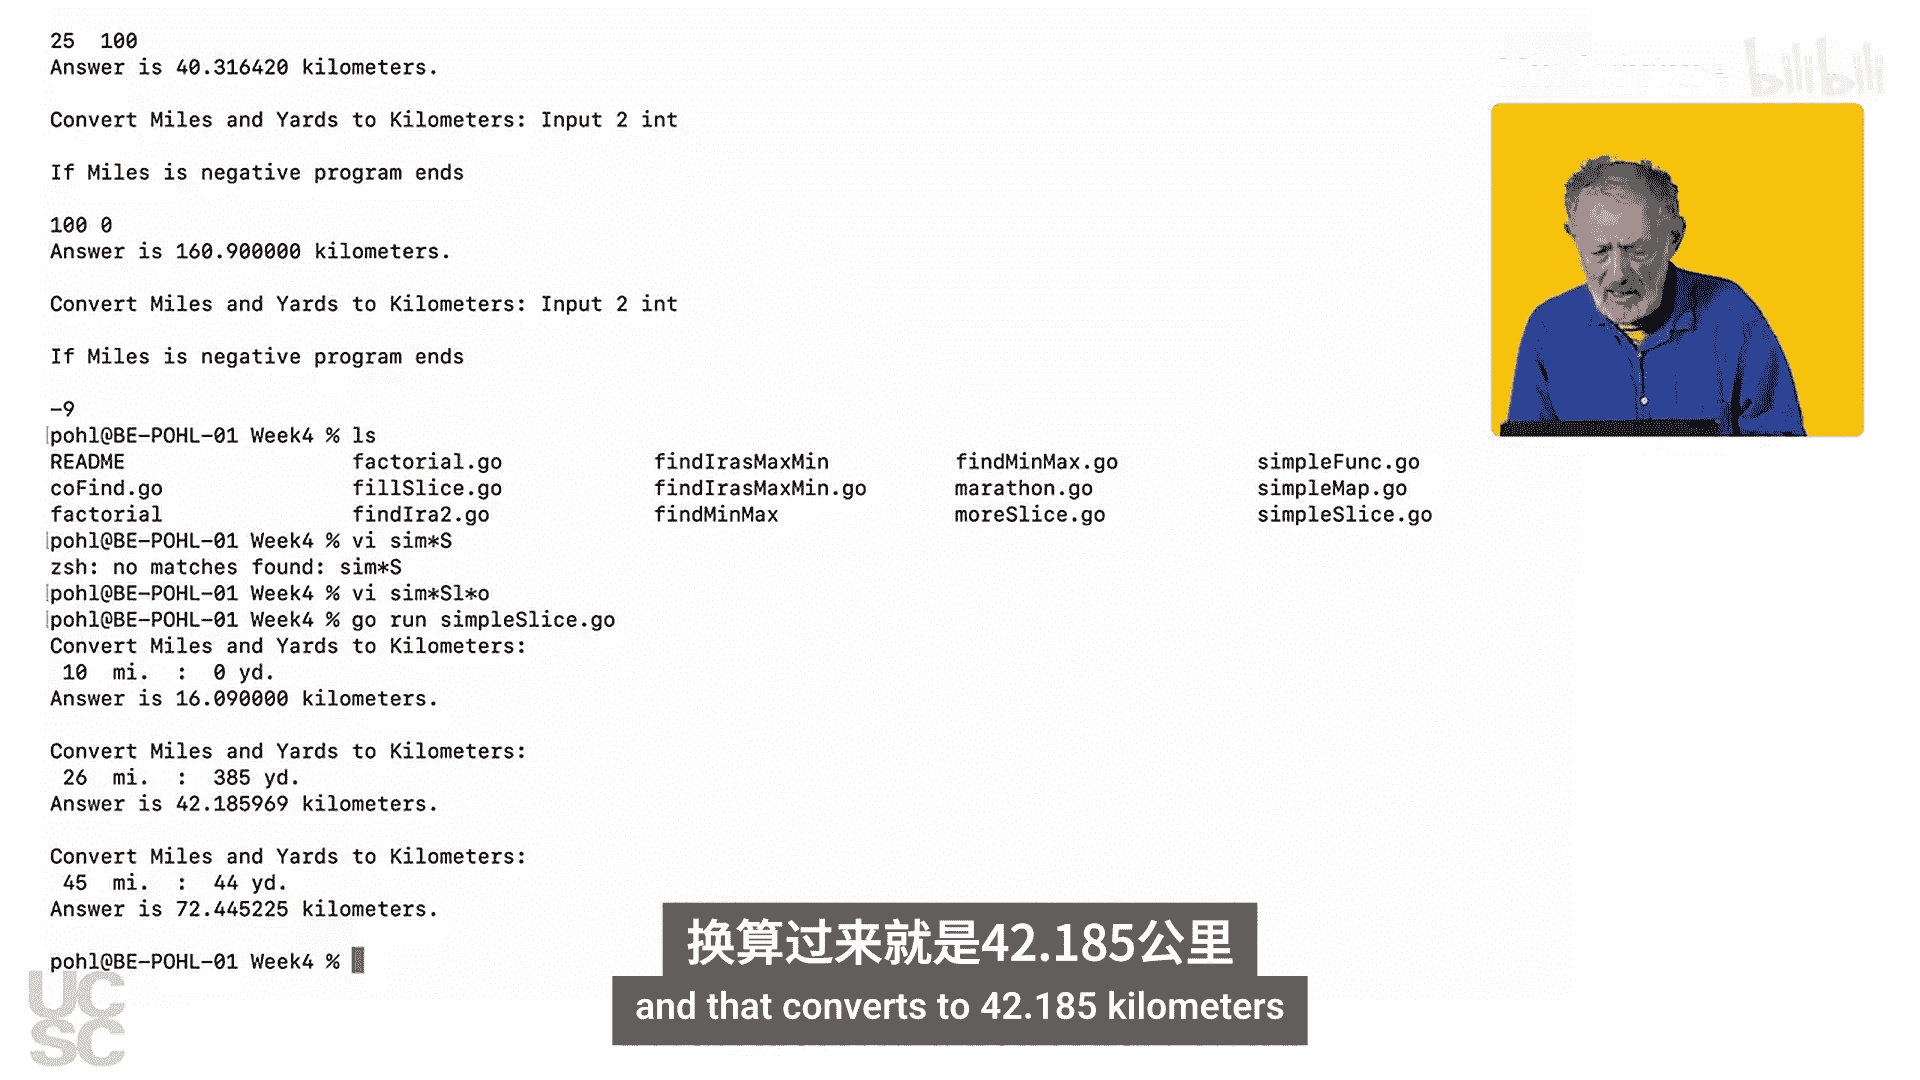 25  100
Answer is 40.316420 kilometers.
Convert Miles and Yards to Kilometers: Input 2 int
If Miles is negative program ends
100 0
Answer is 160.900000 kilometers.
Convert Miles and Yards to Kilometers: Input 2 int
If Miles is negative program ends
-9
pohl@BE-POHL-01 Week4 % ls
README factorial.go findIrasMaxMin findMinMax.go simpleFunc.go
coFind.go fillSlice.go findIrasMaxMin.go marathon.go simpleMap.go
factorial findIra2.go findMinMax moreSlice.go simpleSlice.go
pohl@BE-POHL-01 Week4 % vi sim*S
zsh: no matches found: sim*S
pohl@BE-POHL-01 Week4 % vi sim*Sl*o
pohl@BE-POHL-01 Week4 % go run simpleSlice.go
Convert Miles and Yards to Kilometers:
10  mi.  :  0 yd.
Answer is 16.090000 kilometers.
Convert Miles and Yards to Kilometers:
26  mi.  :  385 yd.
Answer is 42.185969 kilometers.
Convert Miles and Yards to Kilometers:
45  mi.  :  44 yd.
Answer is 72.445225 kilometers.
pohl@BE-POHL-01 Week4 %
换算过来就是42.185公里
and that converts to 42.185 kilometers
UC
SC
bilibili